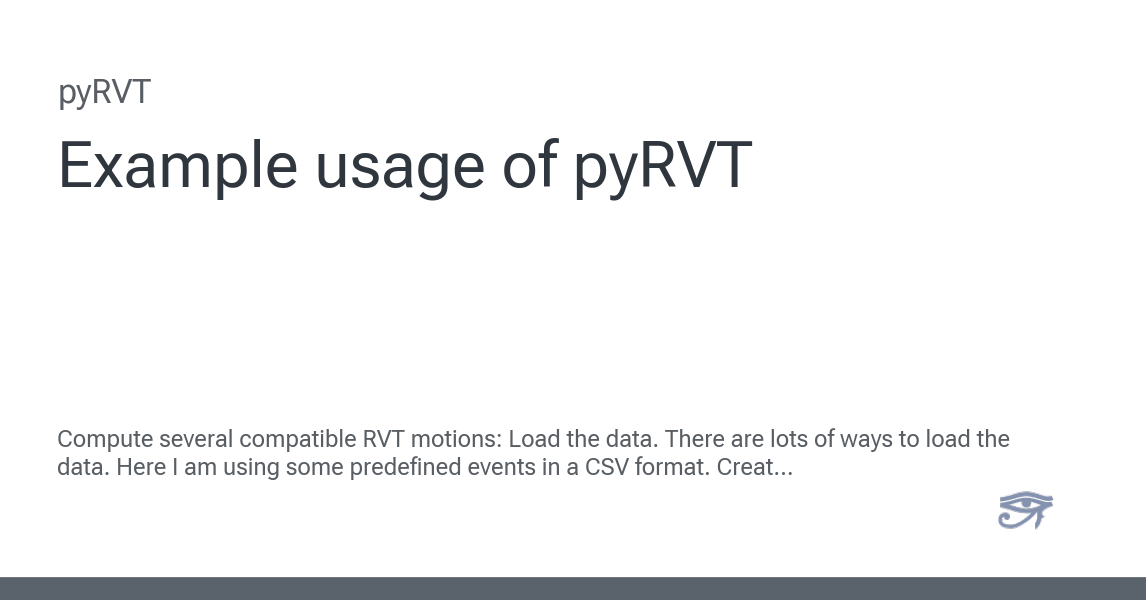 pyRVT
Example usage of pyRVT
Compute several compatible RVT motions: Load the data. There are lots of ways to load the
data. Here I am using some predefined events in a CSV format. Creat...